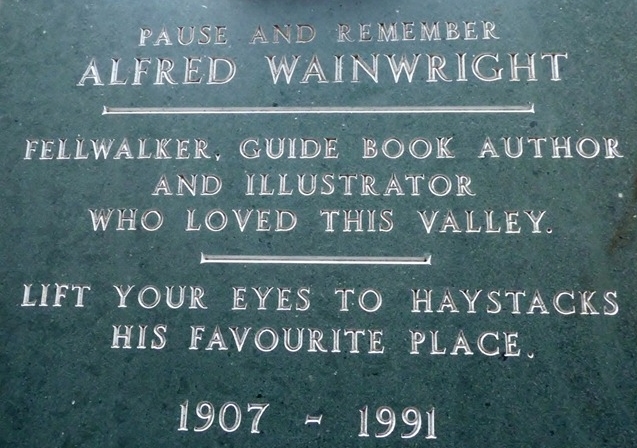 PAUSE AND REMEMBER
ALFRED WAINWRIGHT
FELLWALKER, GUIDE BOOK AUTHOR
AND ILLUSTRATOR
WHO LOVED THIS VALLEY.
LIFT YOUR EYES TO HAYSTACKS
HIS FAVOURITE PLACE.
1907 - 1991